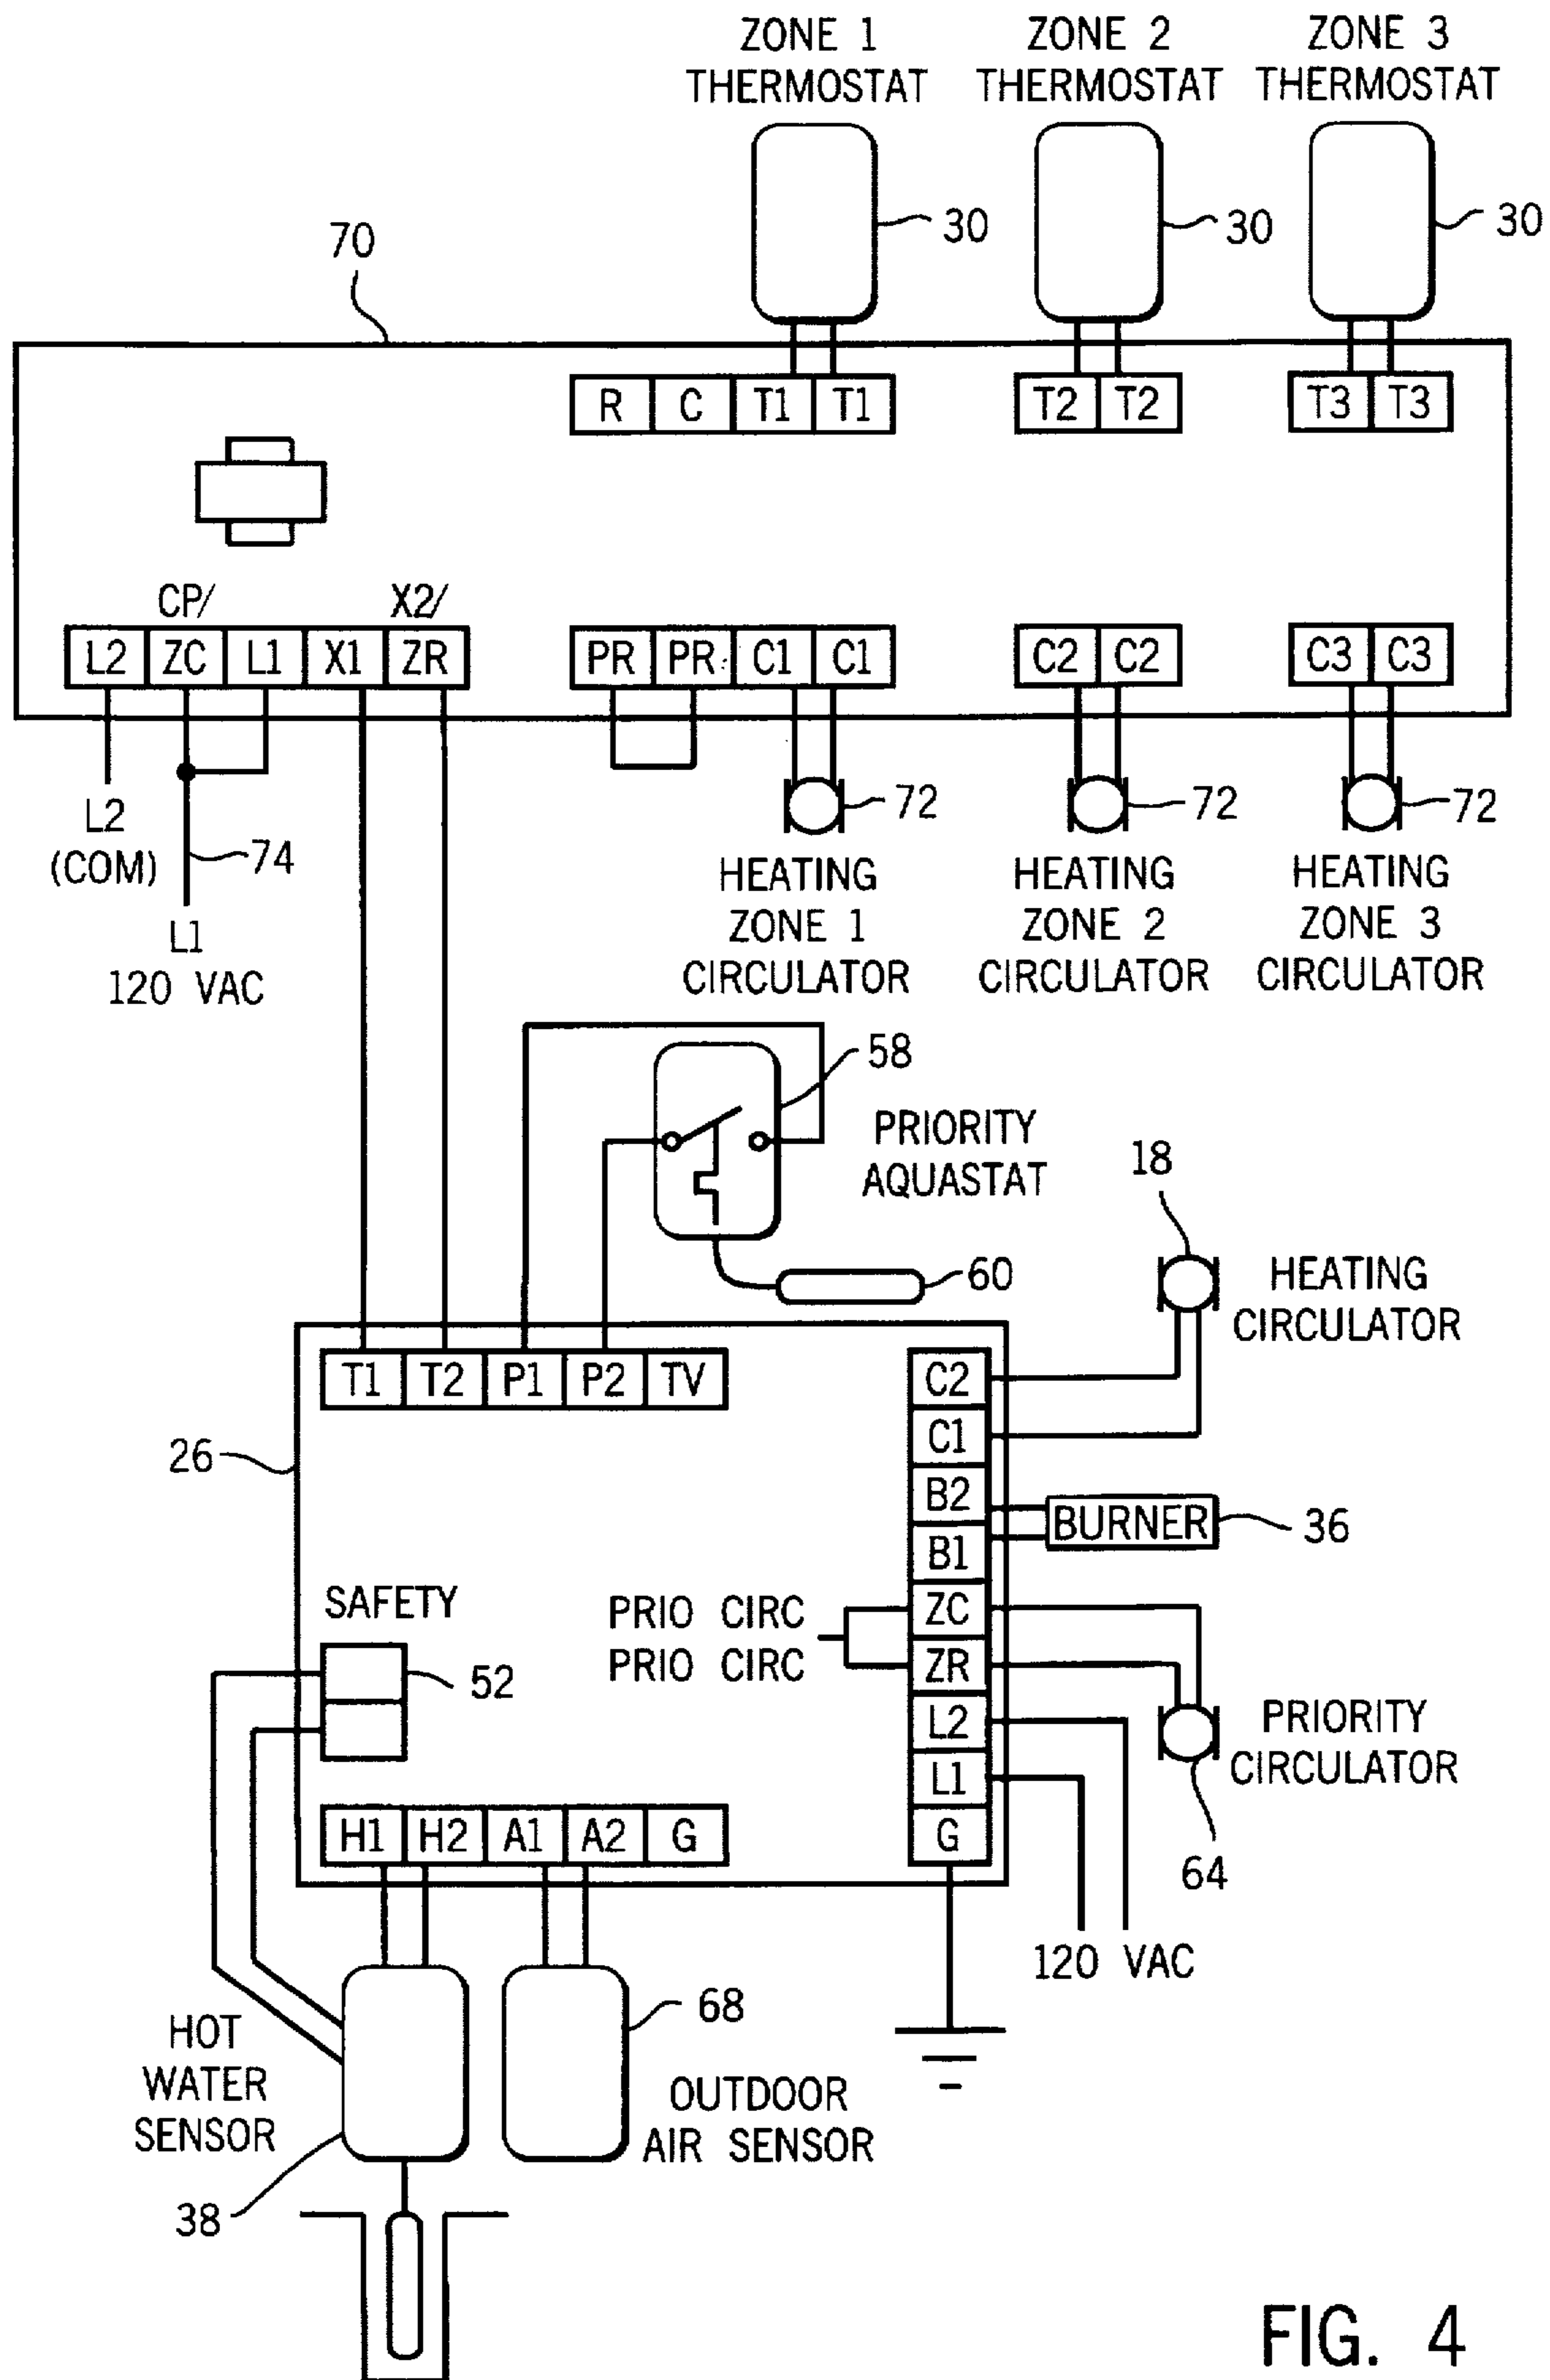 ZONE 1
THERMOSTAT
ZONE 2
THERMOSTAT
ZONE 3
THERMOSTAT
30
30
30
70
R C T1 T1
T2 T2
T3 T3
CP/
X2/
L2 ZC L1 X1 ZR
PR PR C1 C1
C2 C2
C3 C3
L2
(COM)
74
L1
120 VAC
72
HEATING
ZONE 1
CIRCULATOR
72
HEATING
ZONE 2
CIRCULATOR
72
HEATING
ZONE 3
CIRCULATOR
58
PRIORITY
AQUASTAT
60
18
HEATING
CIRCULATOR
26
T1 T2 P1 P2 TV
C2
C1
B2
B1
ZC
ZR
L2
L1
G
BURNER
36
SAFETY
52
PRIO CIRC
PRIO CIRC
PRIORITY
CIRCULATOR
64
H1 H2 A1 A2 G
120 VAC
HOT
WATER
SENSOR
38
68
OUTDOOR
AIR SENSOR
FIG. 4